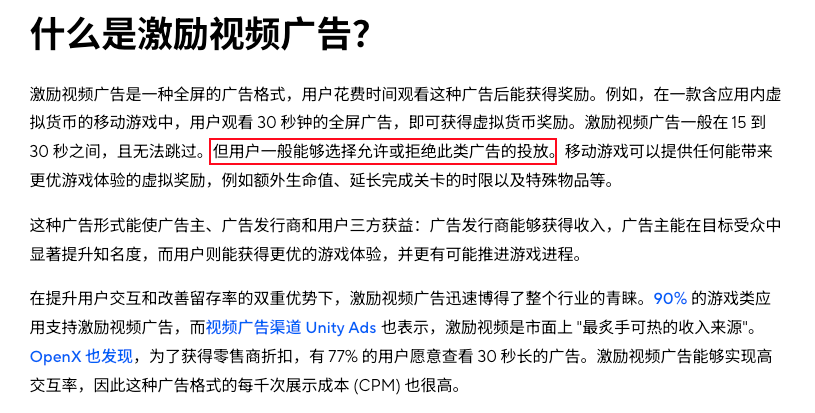 什么是激励视频广告？
激励视频广告是一种全屏的广告格式，用户花费时间观看这种广告后能获得奖励。例如，在一款含应用内虚
拟货币的移动游戏中，用户观看 30 秒钟的全屏广告，即可获得虚拟货币奖励。激励视频广告一般在 15 到
30 秒之间，且无法跳过。但用户一般能够选择允许或拒绝此类广告的投放。移动游戏可以提供任何能带来
更优游戏体验的虚拟奖励，例如额外生命值、延长完成关卡的时限以及特殊物品等。
这种广告形式能使广告主、广告发行商和用户三方获益：广告发行商能够获得收入，广告主能在目标受众中
显著提升知名度，而用户则能获得更优的游戏体验，并更有可能推进游戏进程。
在提升用户交互和改善留存率的双重优势下，激励视频广告迅速博得了整个行业的青睐。90% 的游戏类应
用支持激励视频广告，而视频广告渠道 Unity Ads 也表示，激励视频是市面上 "最炙手可热的收入来源"。
OpenX 也发现，为了获得零售商折扣，有 77% 的用户愿意查看 30 秒长的广告。激励视频广告能够实现高
交互率，因此这种广告格式的每千次展示成本 (CPM) 也很高。